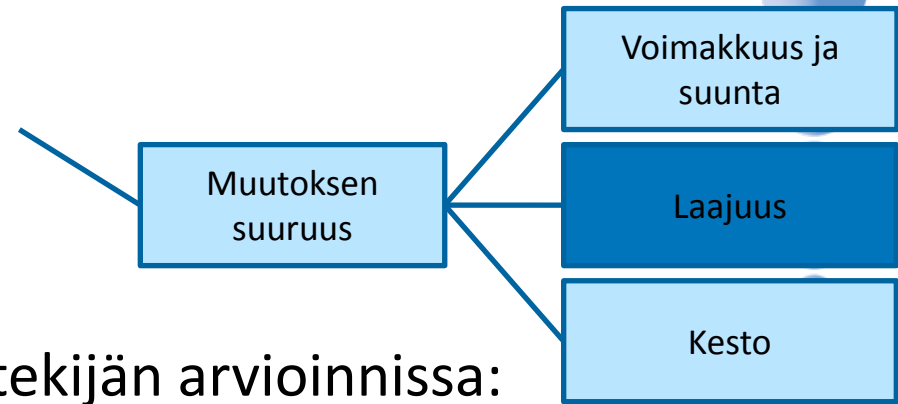 Voimakkuus ja
suunta
Muutoksen
suuruus
Laajuus
Kesto
tekijän arvioinnissa: